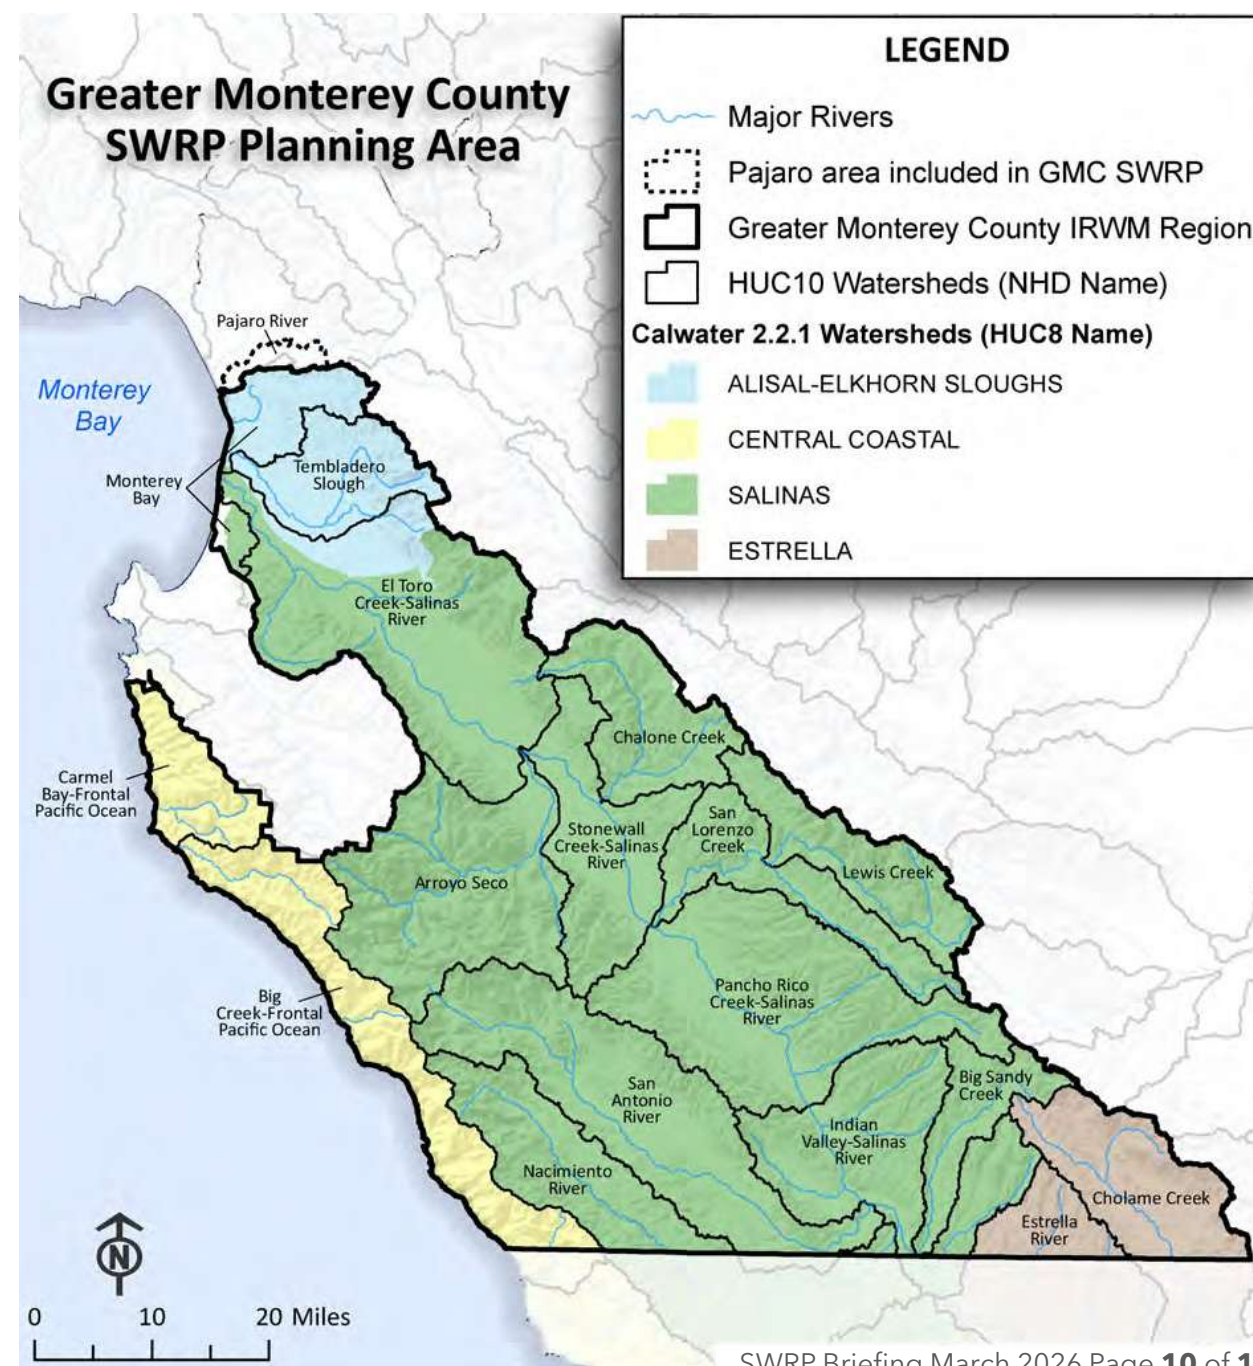 Greater Monterey County
SWRP Planning Area
LEGEND
Major Rivers
Pajaro area included in GMC SWRP
Greater Monterey County IRWM Region
HUC10 Watersheds (NHD Name)
Calwater 2.2.1 Watersheds (HUC8 Name)
ALISAL-ELKHORN SLOUGHS
CENTRAL COASTAL
SALINAS
ESTRELLA
Pajaro River
Monterey
Bay
Tembladero
Slough
Monterey
Bay
El Toro
Creek-Salinas
River
Chalone Creek
Carmel
Bay-Frontal
Pacific Ocean
Stonewall
Creek-Salinas
River
San
Lorenzo
Creek
Lewis Creek
Arroyo Seco
Big
Creek-Frontal
Pacific Ocean
Pancho Rico
Creek-Salinas
River
San
Antonio
River
Big Sandy
Creek
Indian
Valley-Salinas
River
Nacimiento
River
Cholame Creek
Estrella
River
N
0 10 20 Miles
SWRP Briefing March 2026 Page 10 of 1